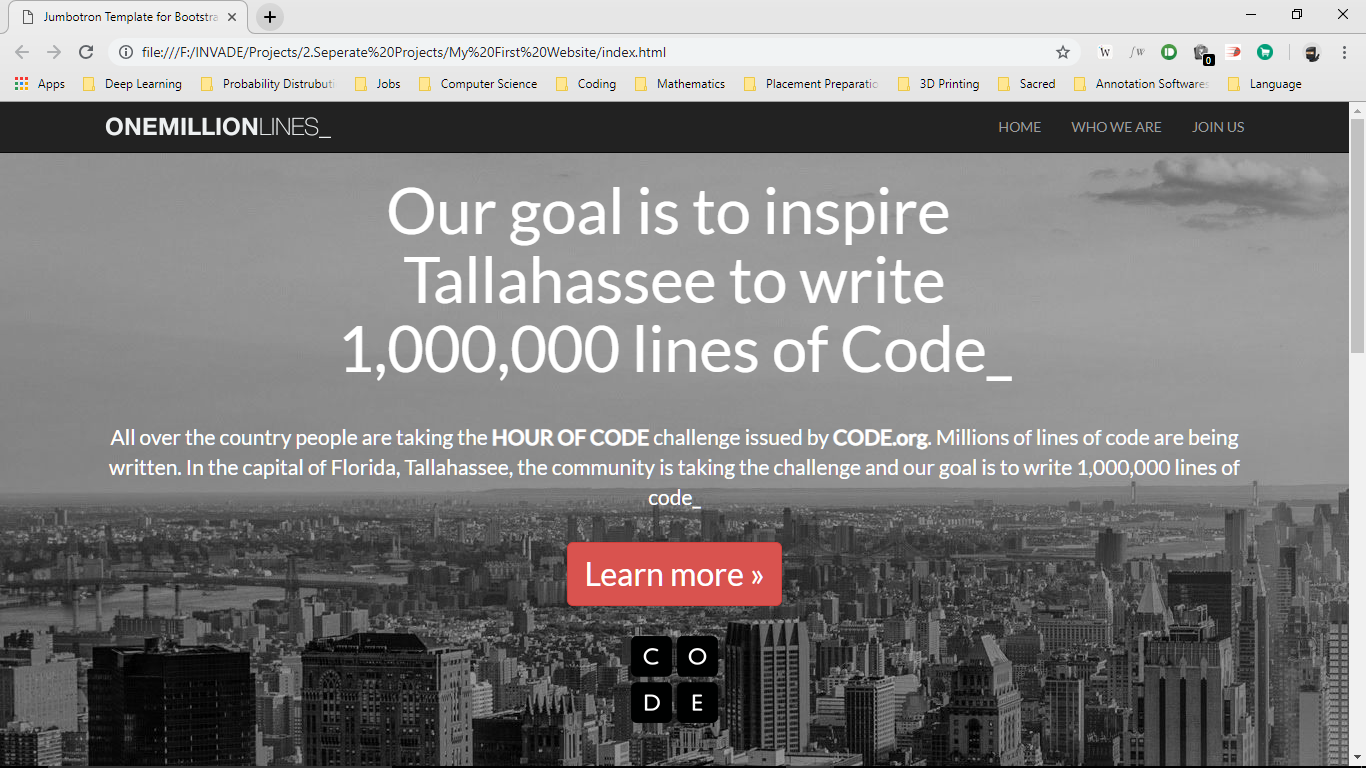 Jumbotron Template for Bootstra
file:///F:/INVADE/Projects/2.Seperate%20Projects/My%20First%20Website/index.html
W fw 0
Apps Deep Learning Probability Distrubuti Jobs Computer Science Coding Mathematics Placement Preparatio 3D Printing Sacred Annotation Softwares Language
ONEMILLIONLINES_ HOME WHO WE ARE JOIN US
Our goal is to inspire
Tallahassee to write
1,000,000 lines of Code_
All over the country people are taking the HOUR OF CODE challenge issued by CODE.org. Millions of lines of code are being
written. In the capital of Florida, Tallahassee, the community is taking the challenge and our goal is to write 1,000,000 lines of
code_
Learn more »
C O
D E